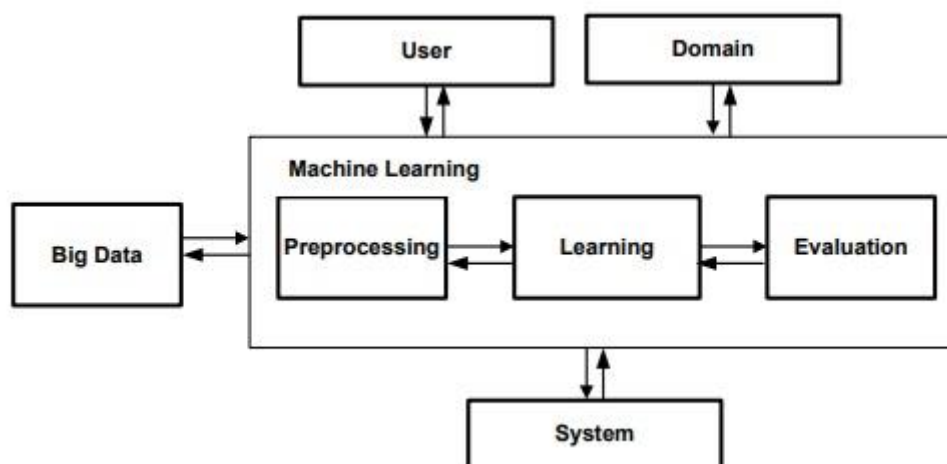 User
Domain
Machine Learning
Big Data
Preprocessing
Learning
Evaluation
System